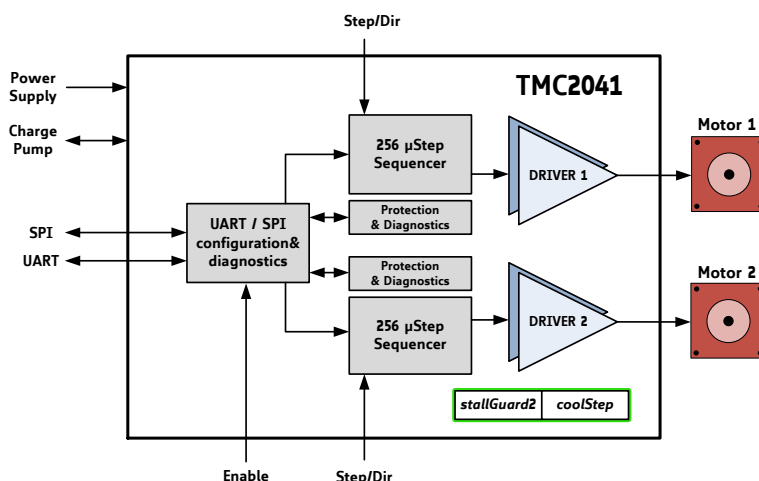 Step/Dir
TMC2041
Power
Supply
Charge
Pump
SPI
UART
UART / SPI
configuration&
diagnostics
256 µStep
Sequencer
Protection
& Diagnostics
Protection
& Diagnostics
256 µStep
Sequencer
DRIVER 1
DRIVER 2
Motor 1
Motor 2
stallGuard2 coolStep
Enable
Step/Dir